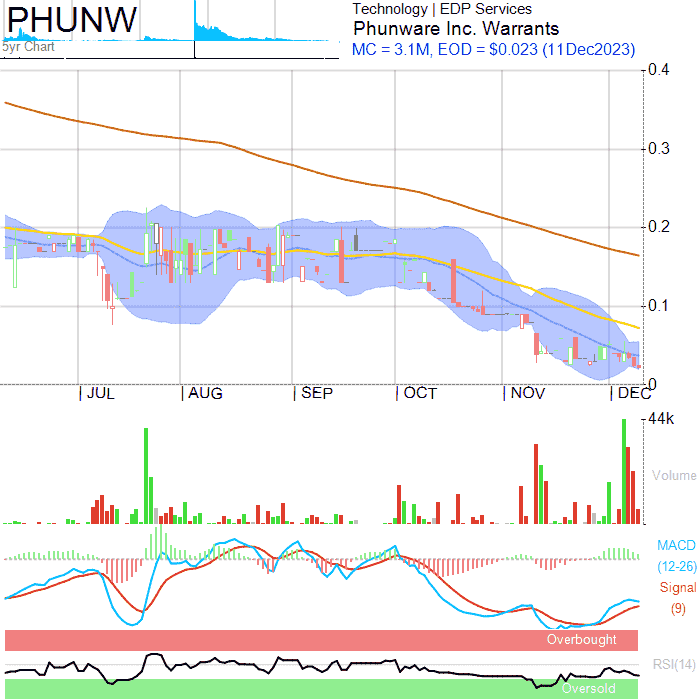 PHUNW
5yr Chart
Technology | EDP Services
Phunware Inc. Warrants
MC = 3.1M, EOD = $0.023 (11Dec2023)
0.4
0.3
0.2
0.1
0
JUL AUG SEP OCT NOV DEC
44k
Volume
MACD
(12-26)
Signal
(9)
Overbought
RSI(14)
Oversold